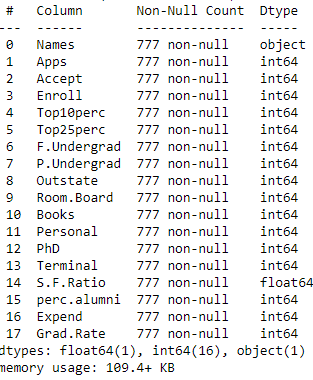 # Column Non-Null Count Dtype
--- ------ -------------- -----
0 Names 777 non-null object
1 Apps 777 non-null int64
2 Accept 777 non-null int64
3 Enroll 777 non-null int64
4 Top10perc 777 non-null int64
5 Top25perc 777 non-null int64
6 F.Undergrad 777 non-null int64
7 P.Undergrad 777 non-null int64
8 Outstate 777 non-null int64
9 Room.Board 777 non-null int64
10 Books 777 non-null int64
11 Personal 777 non-null int64
12 PhD 777 non-null int64
13 Terminal 777 non-null int64
14 S.F.Ratio 777 non-null float64
15 perc.alumni 777 non-null int64
16 Expend 777 non-null int64
17 Grad.Rate 777 non-null int64
dtypes: float64(1), int64(16), object(1)
memory usage: 109.4+ KB